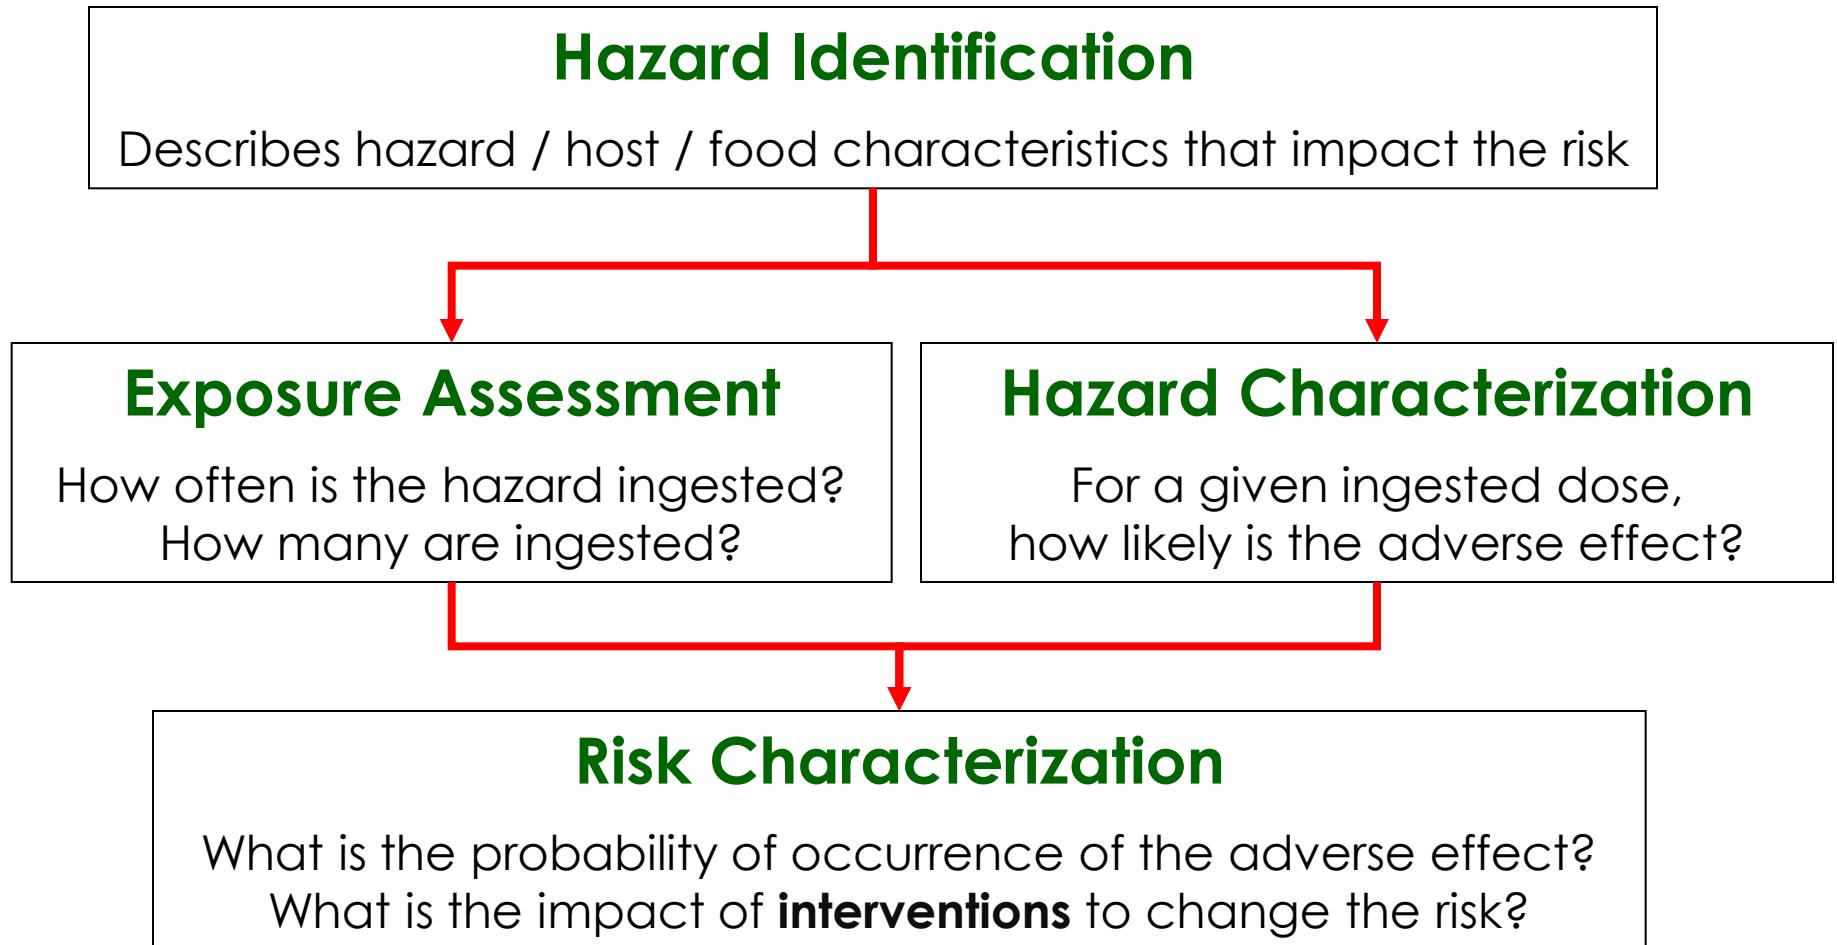 Hazard Identification
Describes hazard / host / food characteristics that impact the risk
Exposure Assessment
How often is the hazard ingested?
How many are ingested?
Hazard Characterization
For a given ingested dose,
how likely is the adverse effect?
Risk Characterization
What is the probability of occurrence of the adverse effect?
What is the impact of interventions to change the risk?